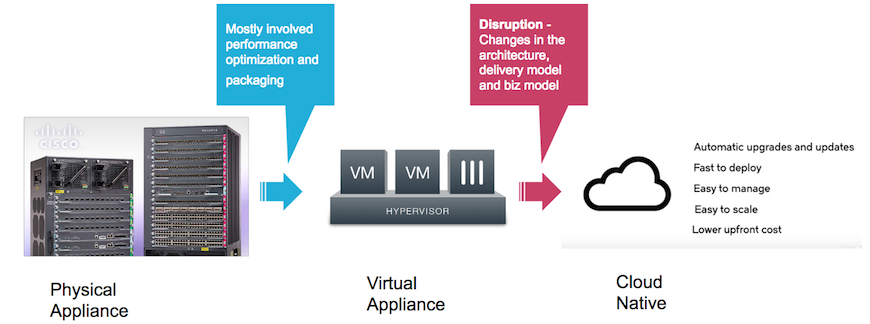 Mostly involved
performance
optimization and
packaging
Disruption -
Changes in the
architecture,
delivery model
and biz model
CISCO
VM
VM
HYPERVISOR
Automatic upgrades and updates
Fast to deploy
Easy to manage
Easy to scale
Lower upfront cost
Physical
Appliance
Virtual
Appliance
Cloud
Native